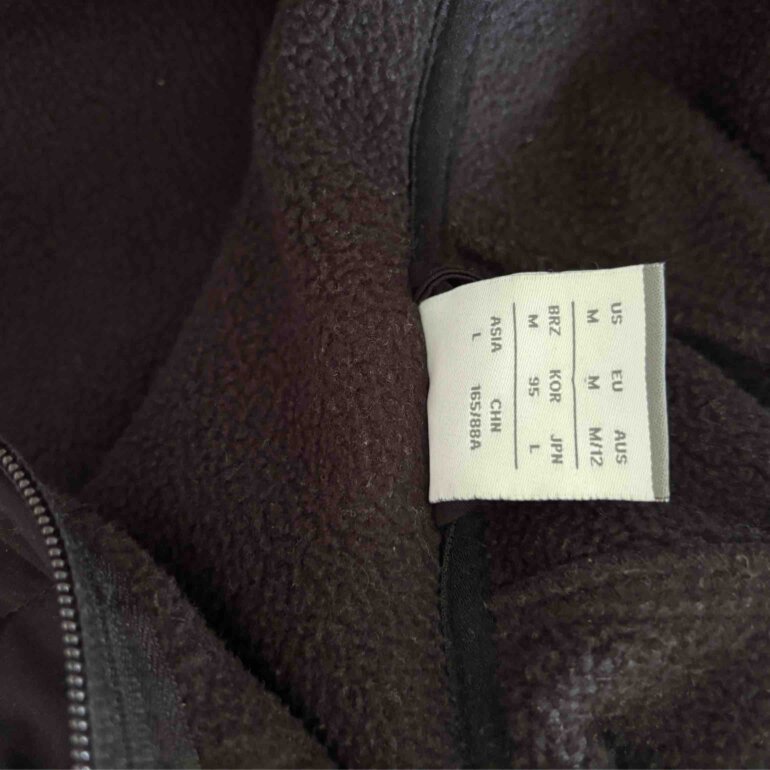 US EU AUS
M M M/12
BRZ KOR JPN
M 95 L
ASIA CHN
L 165/88A